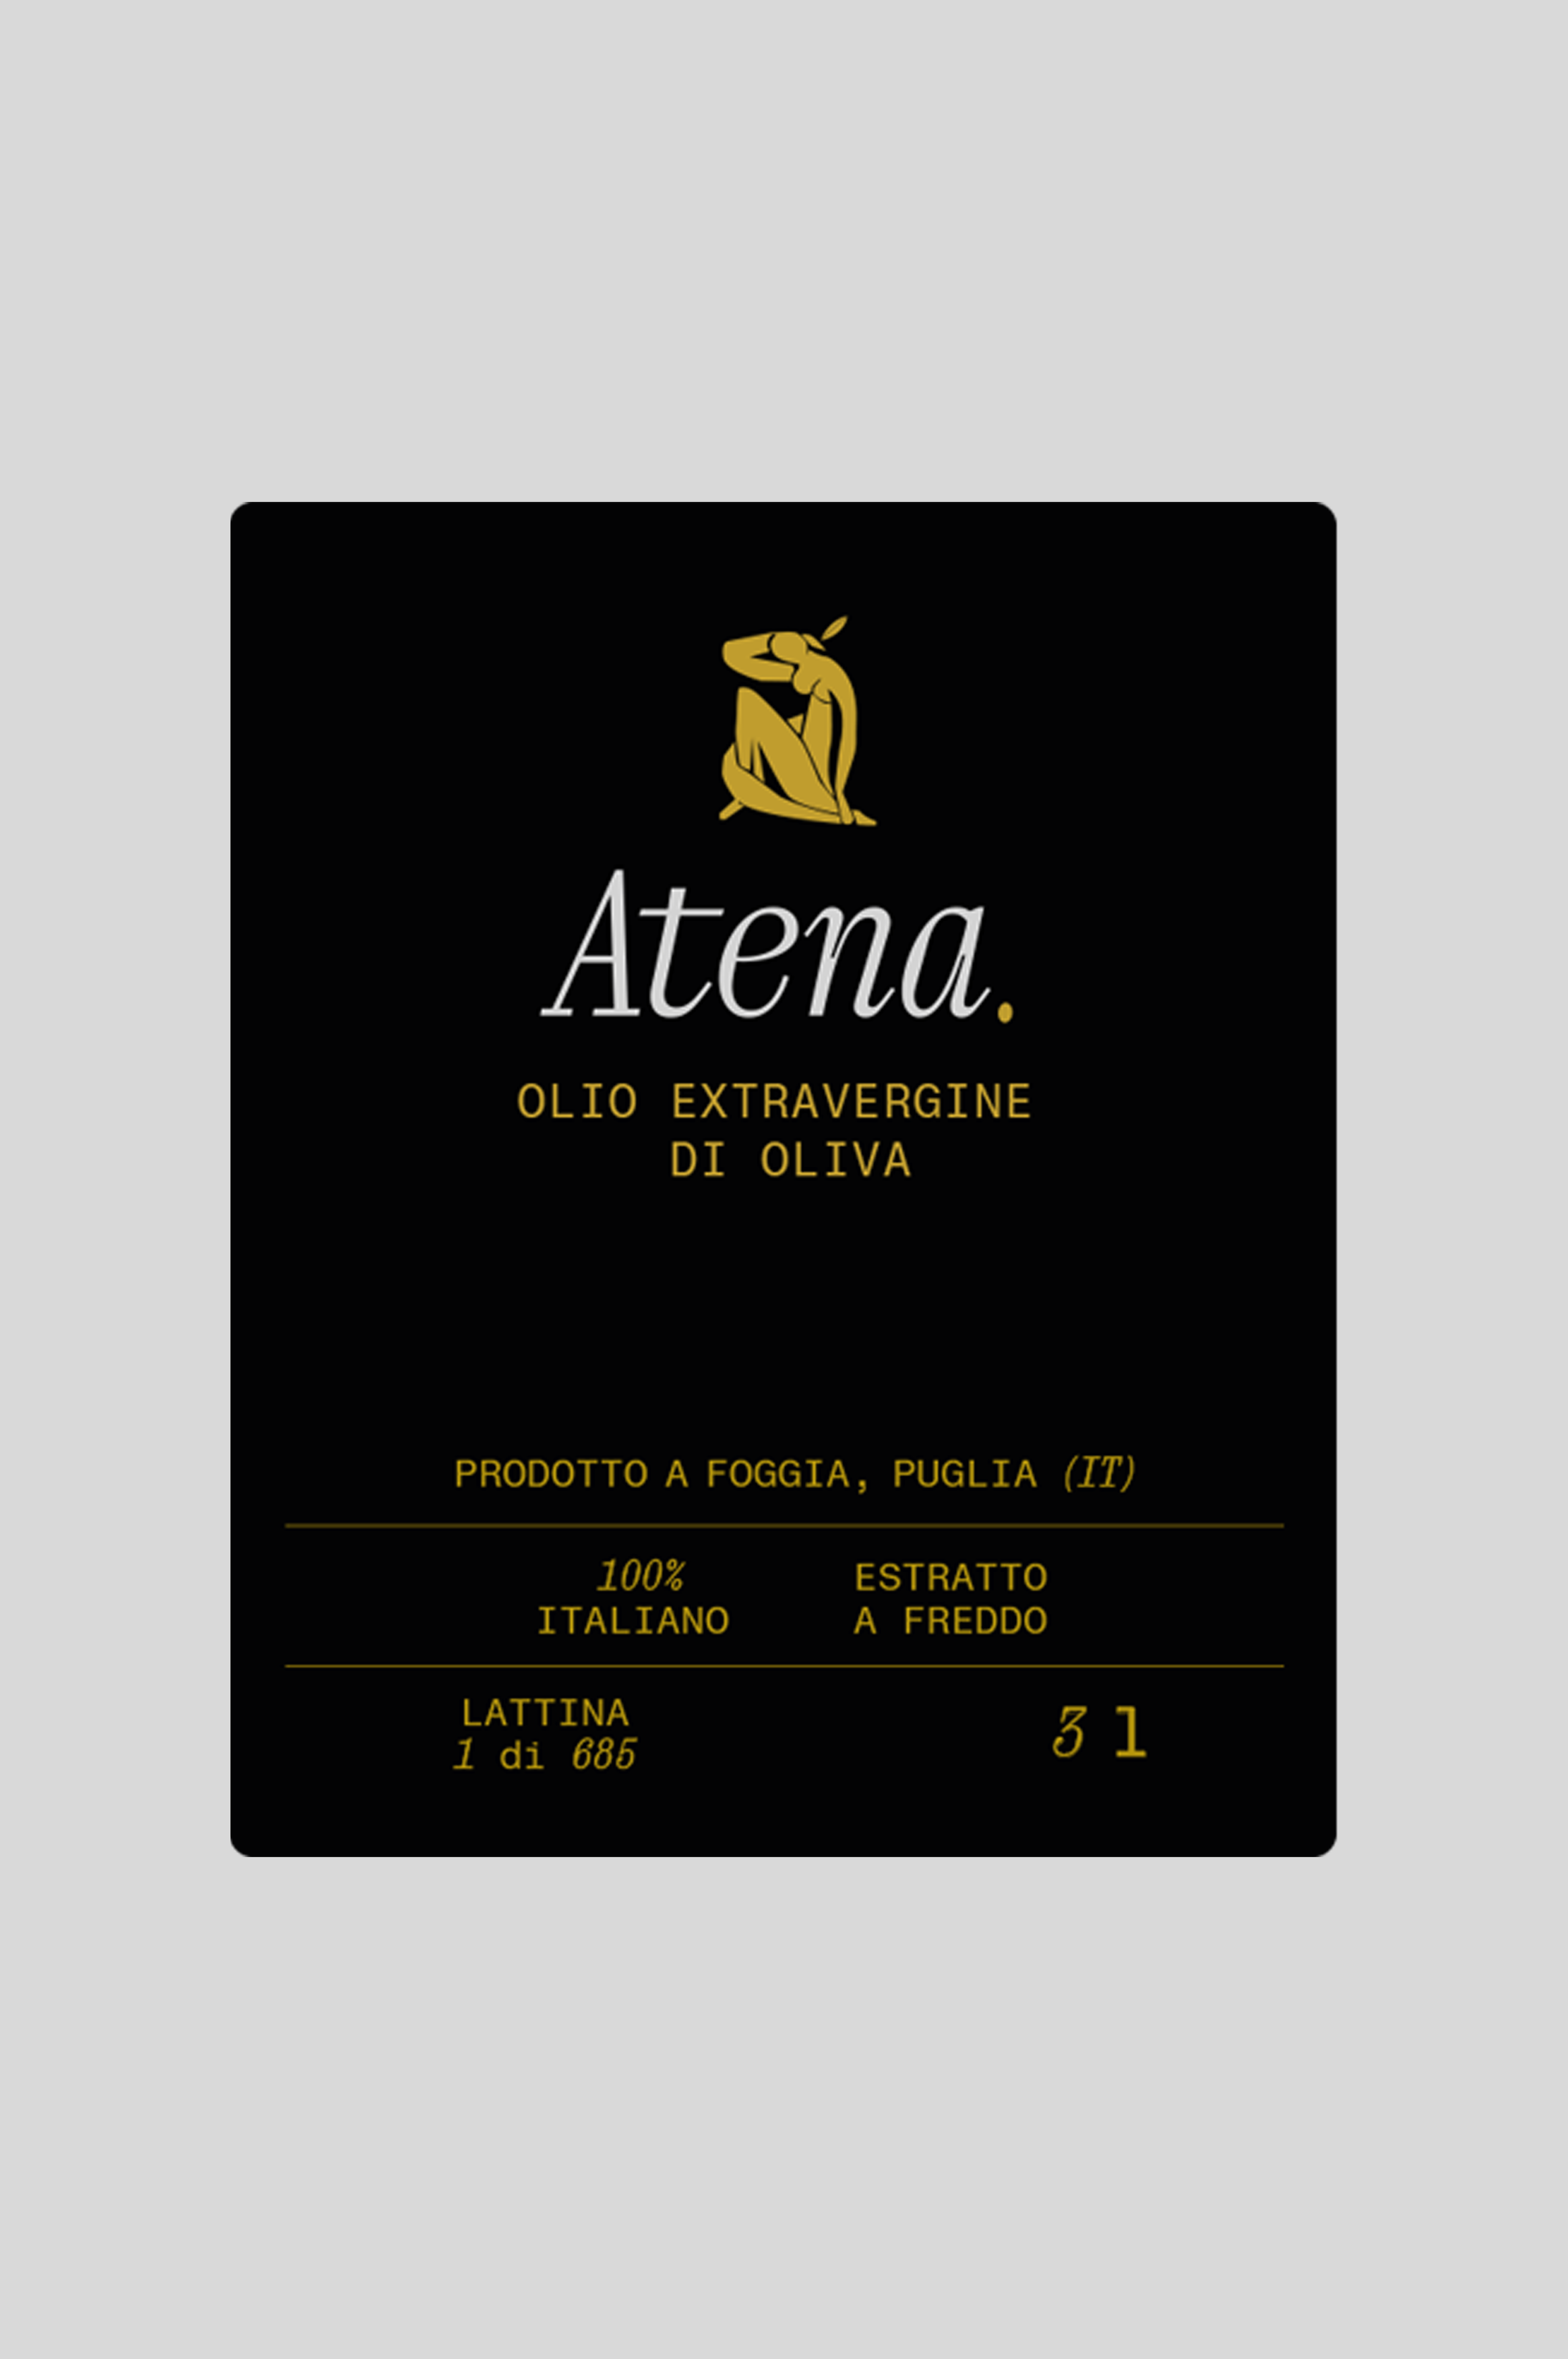 Atena.
OLIO EXTRAVERGINE
DI OLIVA
PRODOTTO A FOGGIA, PUGLIA (IT)
100%
ITALIANO
ESTRATTO
A FREDDO
LATTINA
1 di 685
3 l